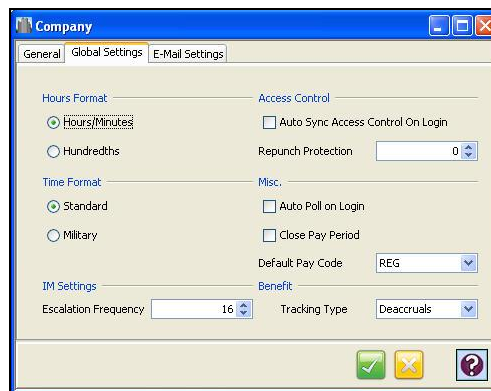 Company
General Global Settings E-Mail Settings
Hours Format
Hours/Minutes
Hundredths
Access Control
Auto Sync Access Control On Login
Repunch Protection 0
Time Format
Standard
Military
Misc.
Auto Poll on Login
Close Pay Period
Default Pay Code REG
IM Settings
Escalation Frequency 16
Benefit
Tracking Type Deaccruals
?